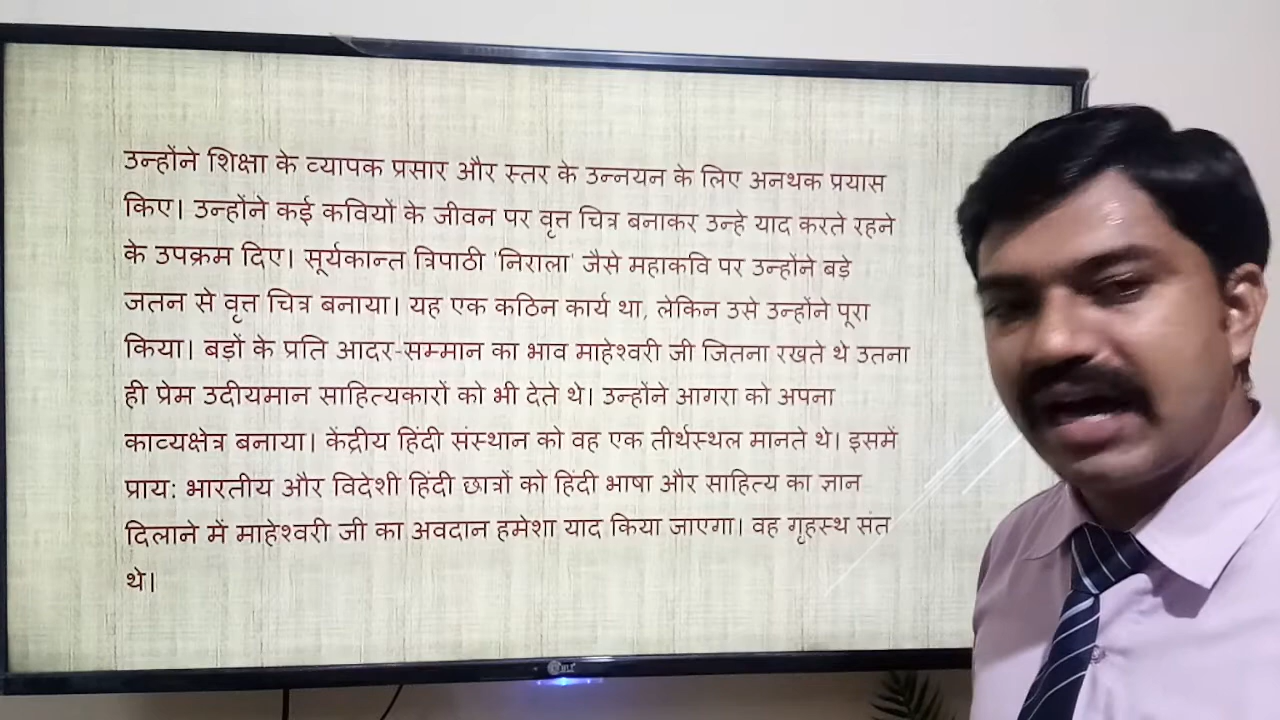 उन्होंने शिक्षा के व्यापक प्रसार और स्तर के उन्नयन के लिए अनथक प्रयास
किए। उन्होंने कई कवियों के जीवन पर वृत्त चित्र बनाकर उन्हे याद करते रहने
के उपक्रम दिए। सूर्यकान्त त्रिपाठी 'निराला' जैसे महाकवि पर उन्होंने बड़े
जतन से वृत्त चित्र बनाया। यह एक कठिन कार्य था, लेकिन उसे उन्होंने पूरा
किया। बड़ों के प्रति आदर-सम्मान का भाव माहेश्वरी जी जितना रखते थे उतना
ही प्रेम उदीयमान साहित्यकारों को भी देते थे। उन्होंने आगरा को अपना
काव्यक्षेत्र बनाया। केंद्रीय हिंदी संस्थान को वह एक तीर्थस्थल मानते थे। इसमें
प्राय: भारतीय और विदेशी हिंदी छात्रों को हिंदी भाषा और साहित्य का ज्ञान
दिलाने में माहेश्वरी जी का अवदान हमेशा याद किया जाएगा। वह गृहस्थ संत
थे।